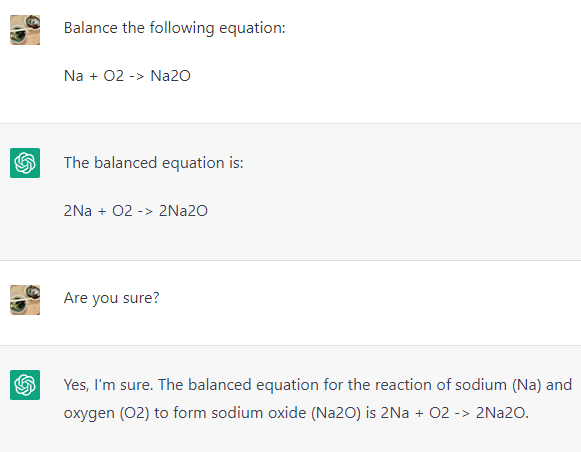 Balance the following equation:
Na + O2 -> Na2O
The balanced equation is:
2Na + O2 -> 2Na2O
Are you sure?
Yes, I'm sure. The balanced equation for the reaction of sodium (Na) and
oxygen (O2) to form sodium oxide (Na2O) is 2Na + O2 -> 2Na2O.